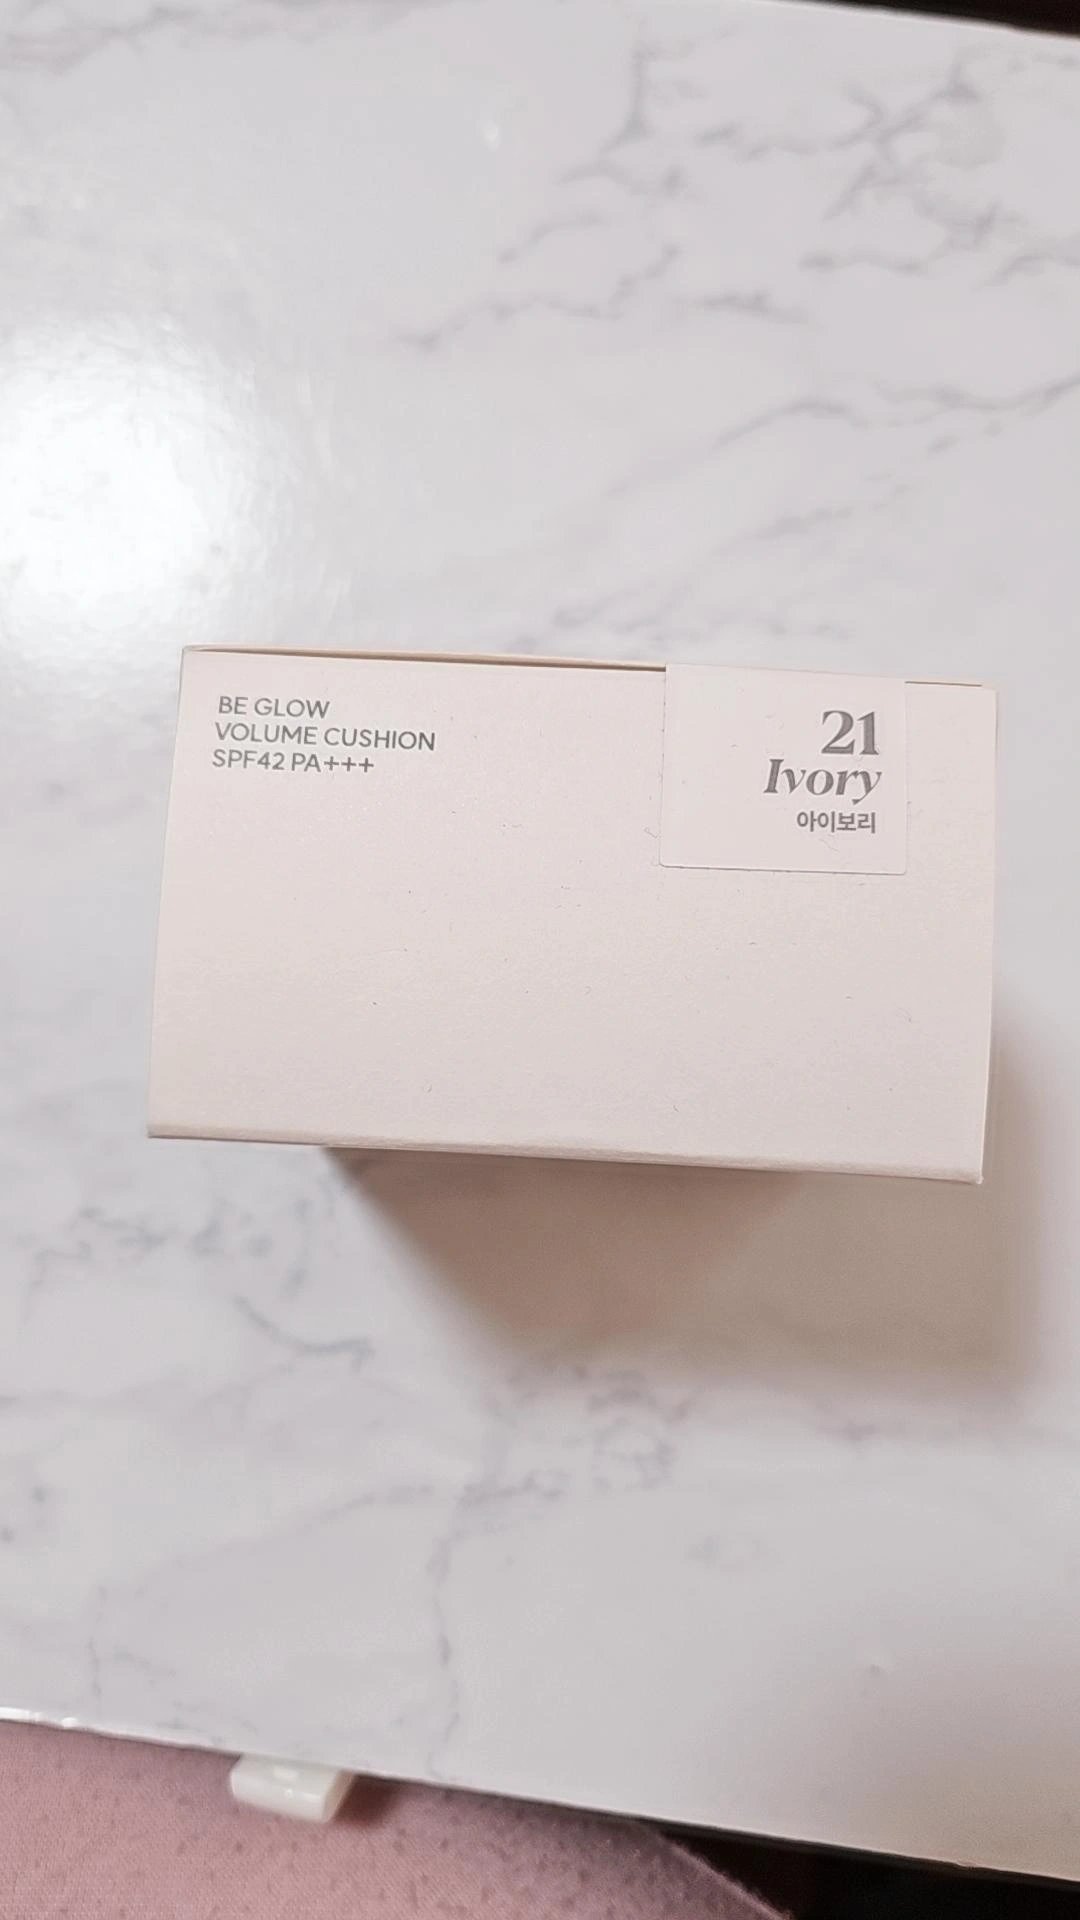 BE GLOW
VOLUME CUSHION
SPF42 PA+++
21
Ivory
아이보리